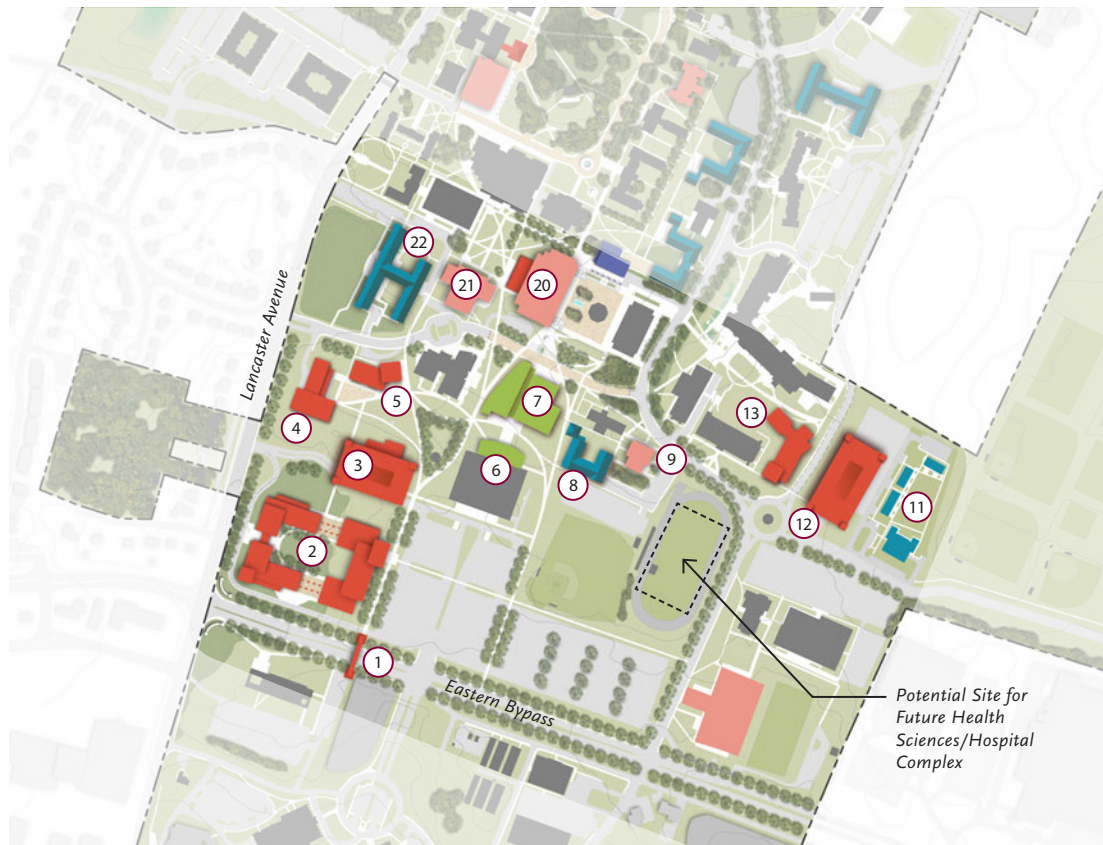 22
21
20
Lancaster Avenue
5
7
4
13
3
9
6
8
11
12
2
1
Eastern Bypass
Potential Site for
Future Health
Sciences/Hospital
Complex